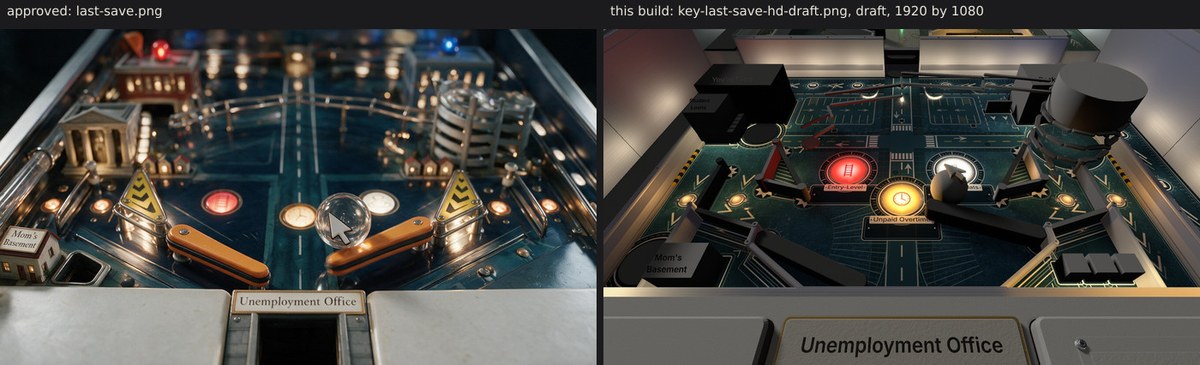 approved: last-save.png
this build: key-last-save-hd-draft.png, draft, 1920 by 1080
Mom's
Basement
Unemployment Office
Entry-Level
Unpaid Overtime
Mom's
Basement
Unemployment Office